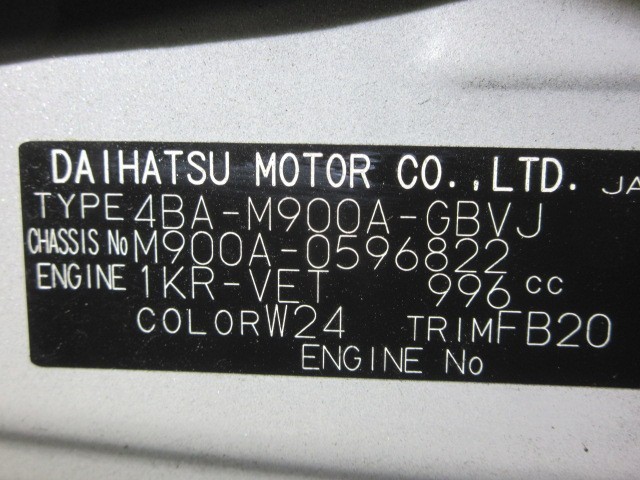 DAIHATSU MOTOR CO.,LTD. JA
TYPE 4BA-M900A-GBVJ
CHASSIS No M900A-0596822
ENGINE 1KR-VET 996 cc
COLOR W24 TRIM FB20
ENGINE No